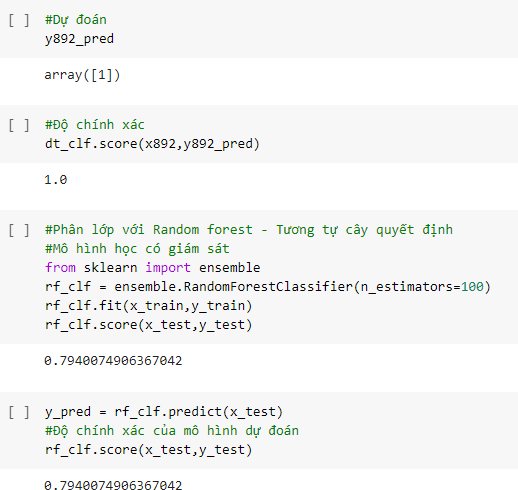 [ ] #Dự đoán
y892_pred
array([1])
[ ] #Độ chính xác
dt_clf.score(x892,y892_pred)
1.0
[ ] #Phân lớp với Random forest - Tương tự cây quyết định
#Mô hình học có giám sát
from sklearn import ensemble
rf_clf = ensemble.RandomForestClassifier(n_estimators=100)
rf_clf.fit(x_train,y_train)
rf_clf.score(x_test,y_test)
0.7940074906367042
[ ] y_pred = rf_clf.predict(x_test)
#Độ chính xác của mô hình dự đoán
rf_clf.score(x_test,y_test)
0.7940074906367042